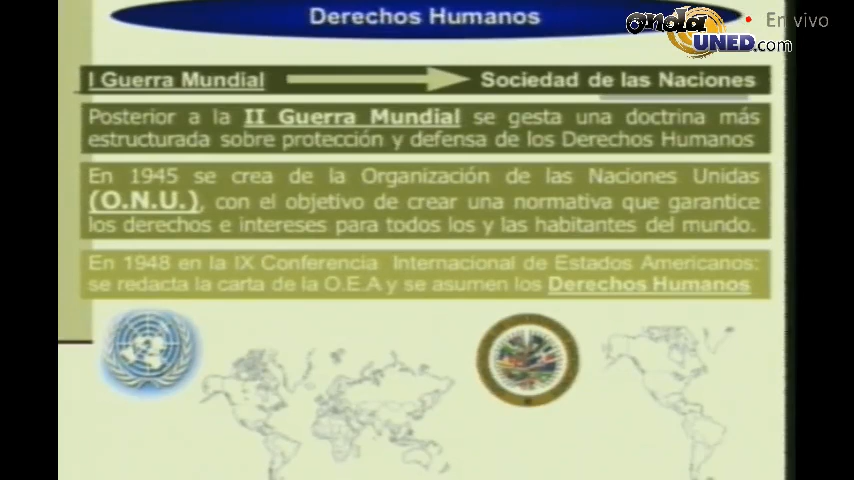 Derechos Humanos
onda
UNED.com
En vivo
I Guerra Mundial
Sociedad de las Naciones
Posterior a la II Guerra Mundial se gesta una doctrina más
estructurada sobre protección y defensa de los Derechos Humanos
En 1945 se crea de la Organización de las Naciones Unidas
(O.N.U.), con el objetivo de crear una normativa que garantice
los derechos e intereses para todos los y las habitantes del mundo.
En 1948 en la IX Conferencia Internacional de Estados Americanos:
se redacta la carta de la O.E.A y se asumen los Derechos Humanos